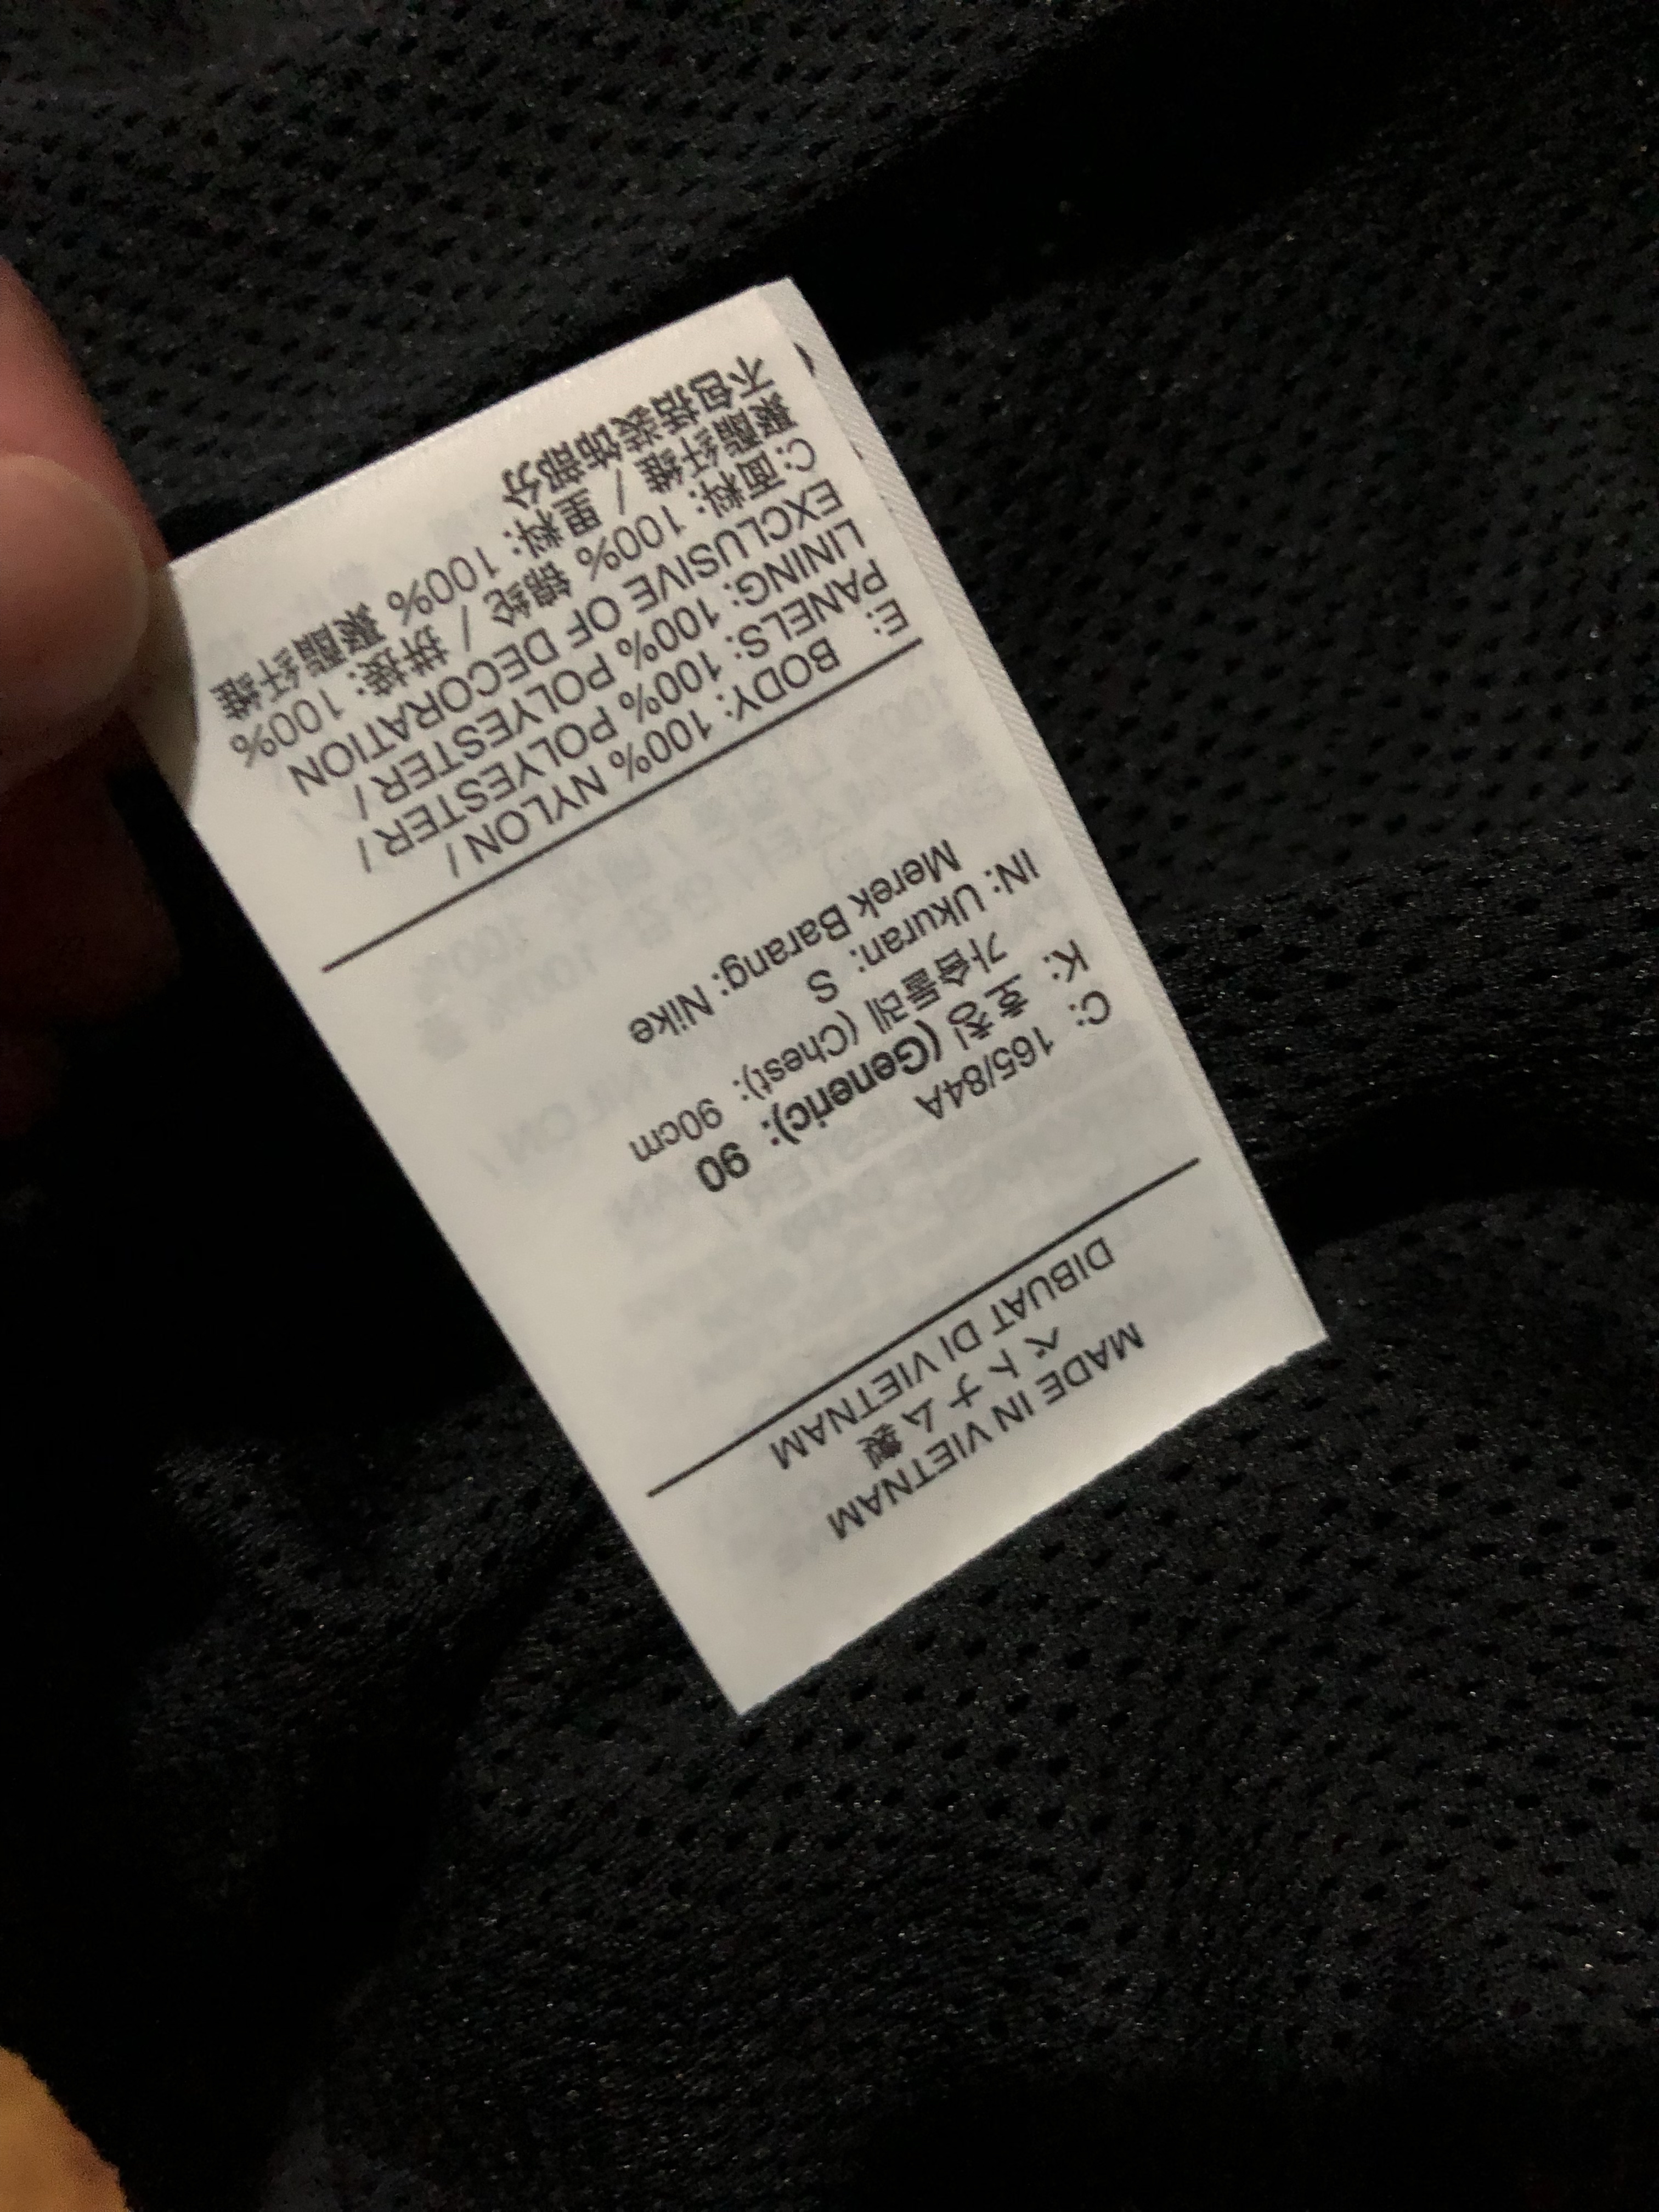 MADE IN VIETNAM
ベトナム製
DIBUAT DI VIETNAM
C: 165/84A
K: 호칭 (Generic): 90
가슴둘레 (Chest): 90cm
IN: Ukuran: S
Merek Barang: Nike
E: BODY: 100% NYLON /
PANELS: 100% POLYESTER /
LINING: 100% POLYESTER /
EXCLUSIVE OF DECORATION
C: 面料: 100% 锦纶 / 拼接: 100%
聚酯纤维 / 里料: 100% 聚酯纤维
不包括装饰部分